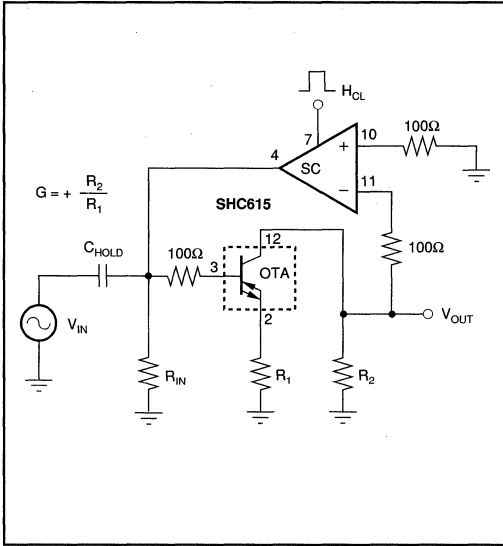 H_CL
7
10
100Ω
4
+
SC
−
11
G = + R_2
R_1
SHC615
12
100Ω
C_HOLD
100Ω
3
OTA
2
V_OUT
V_IN
R_IN
R_1
R_2